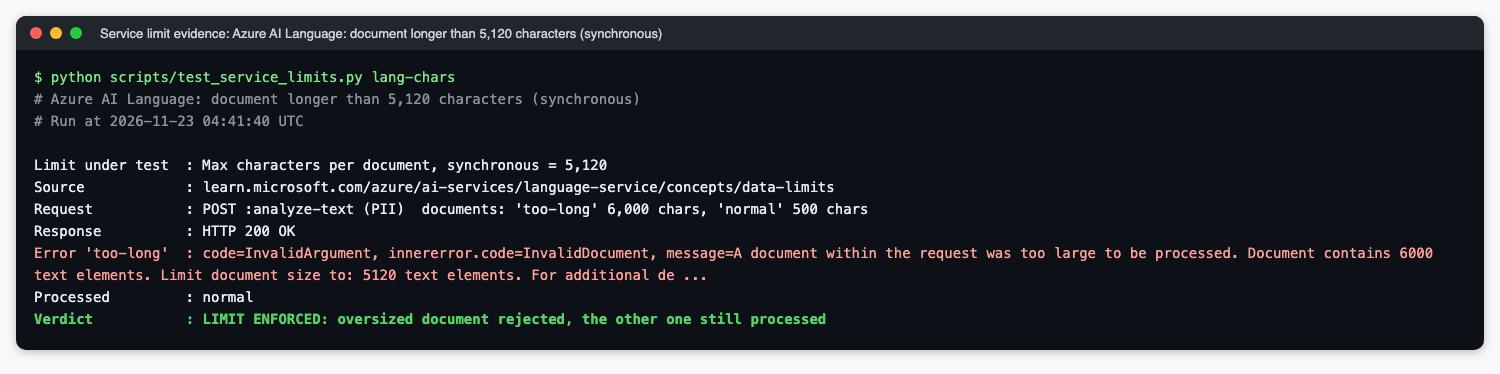 Service limit evidence: Azure AI Language: document longer than 5,120 characters (synchronous)
$ python scripts/test_service_limits.py lang-chars
# Azure AI Language: document longer than 5,120 characters (synchronous)
# Run at 2026-11-23 04:41:40 UTC
Limit under test  : Max characters per document, synchronous = 5,120
Source            : learn.microsoft.com/azure/ai-services/language-service/concepts/data-limits
Request           : POST :analyze-text (PII)  documents: 'too-long' 6,000 chars, 'normal' 500 chars
Response          : HTTP 200 OK
Error 'too-long'  : code=InvalidArgument, innererror.code=InvalidDocument, message=A document within the request was too large to be processed. Document contains 6000
text elements. Limit document size to: 5120 text elements. For additional de ...
Processed         : normal
Verdict           : LIMIT ENFORCED: oversized document rejected, the other one still processed